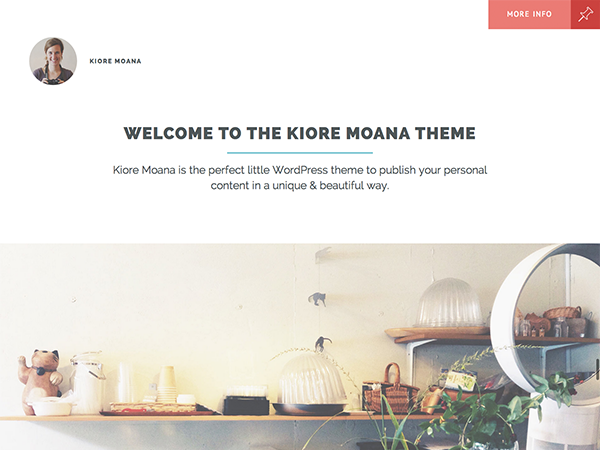 MORE INFO
KIORE MOANA
WELCOME TO THE KIORE MOANA THEME
Kiore Moana is the perfect little WordPress theme to publish your personal
content in a unique & beautiful way.